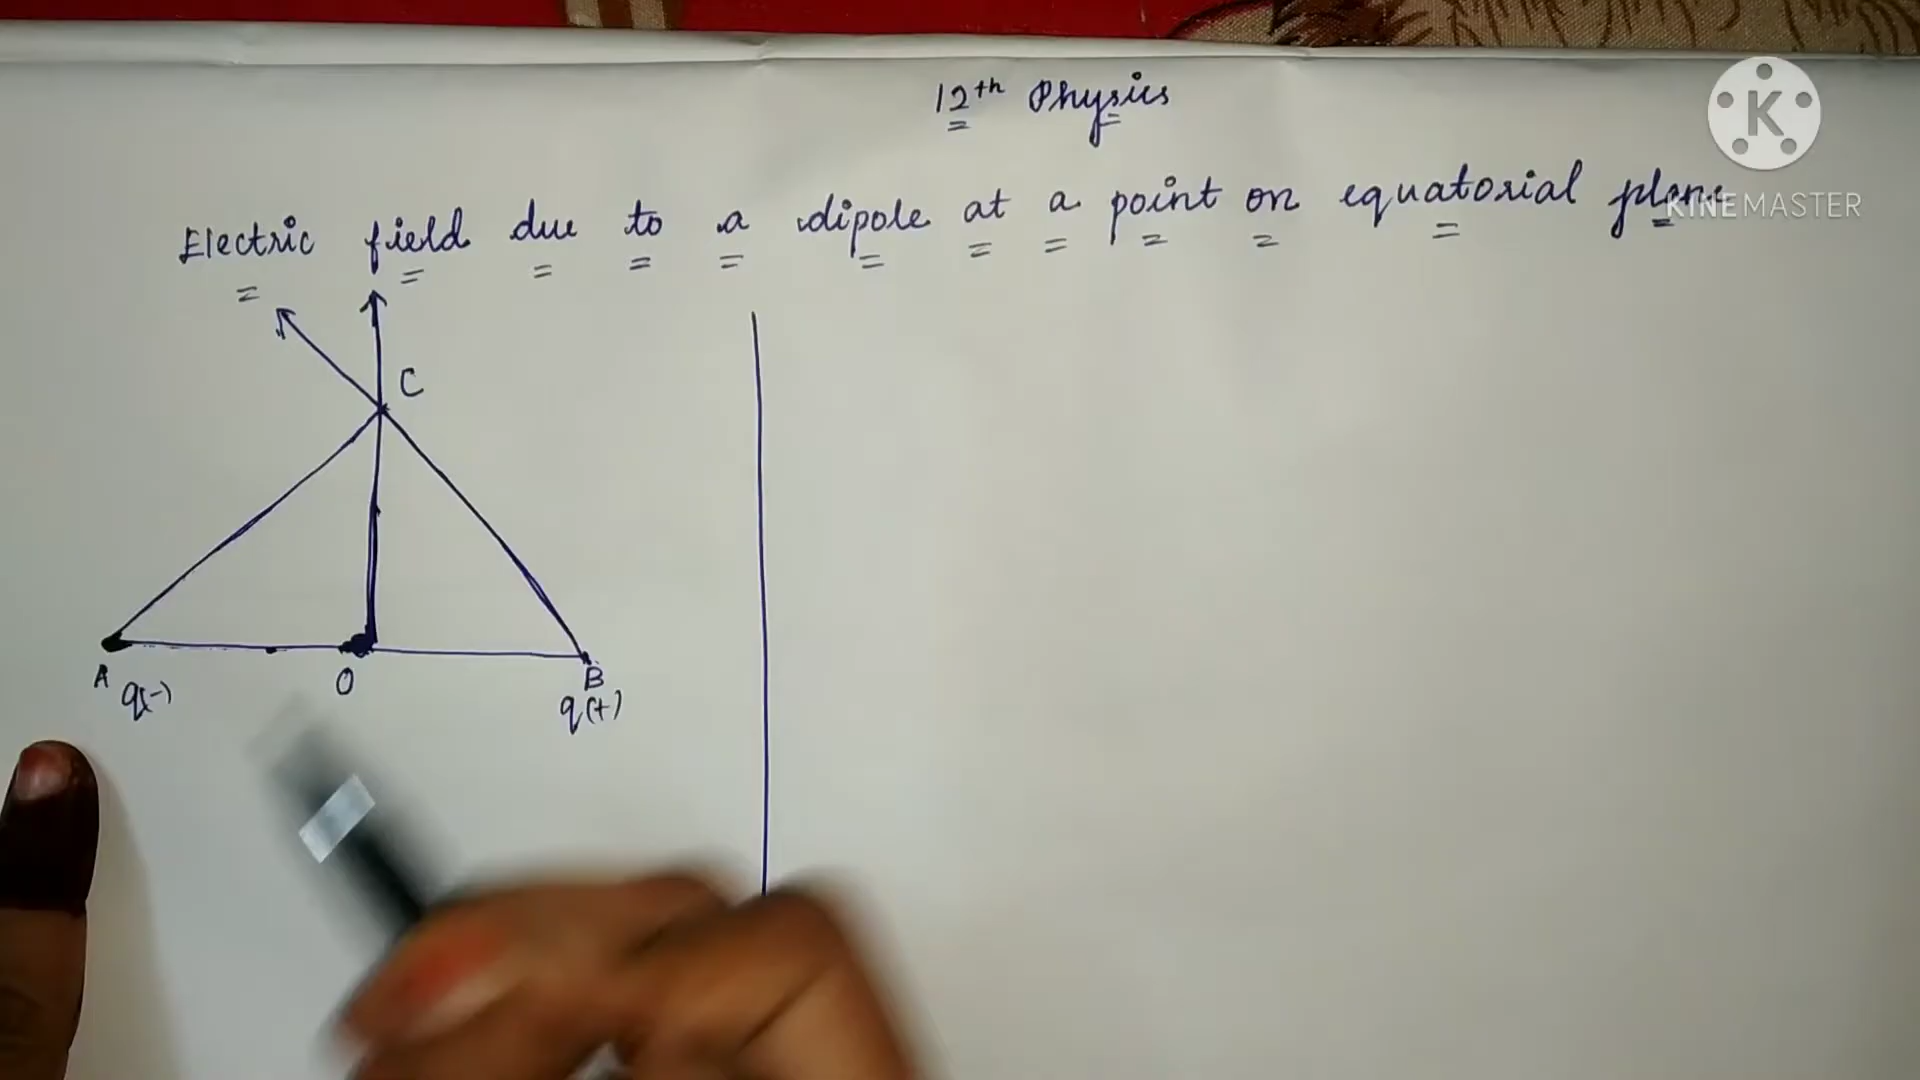 12th Physics
K
KINEMASTER
Electric field due to a dipole at a point on equatorial plane
C
A O B
q(-) q(+)